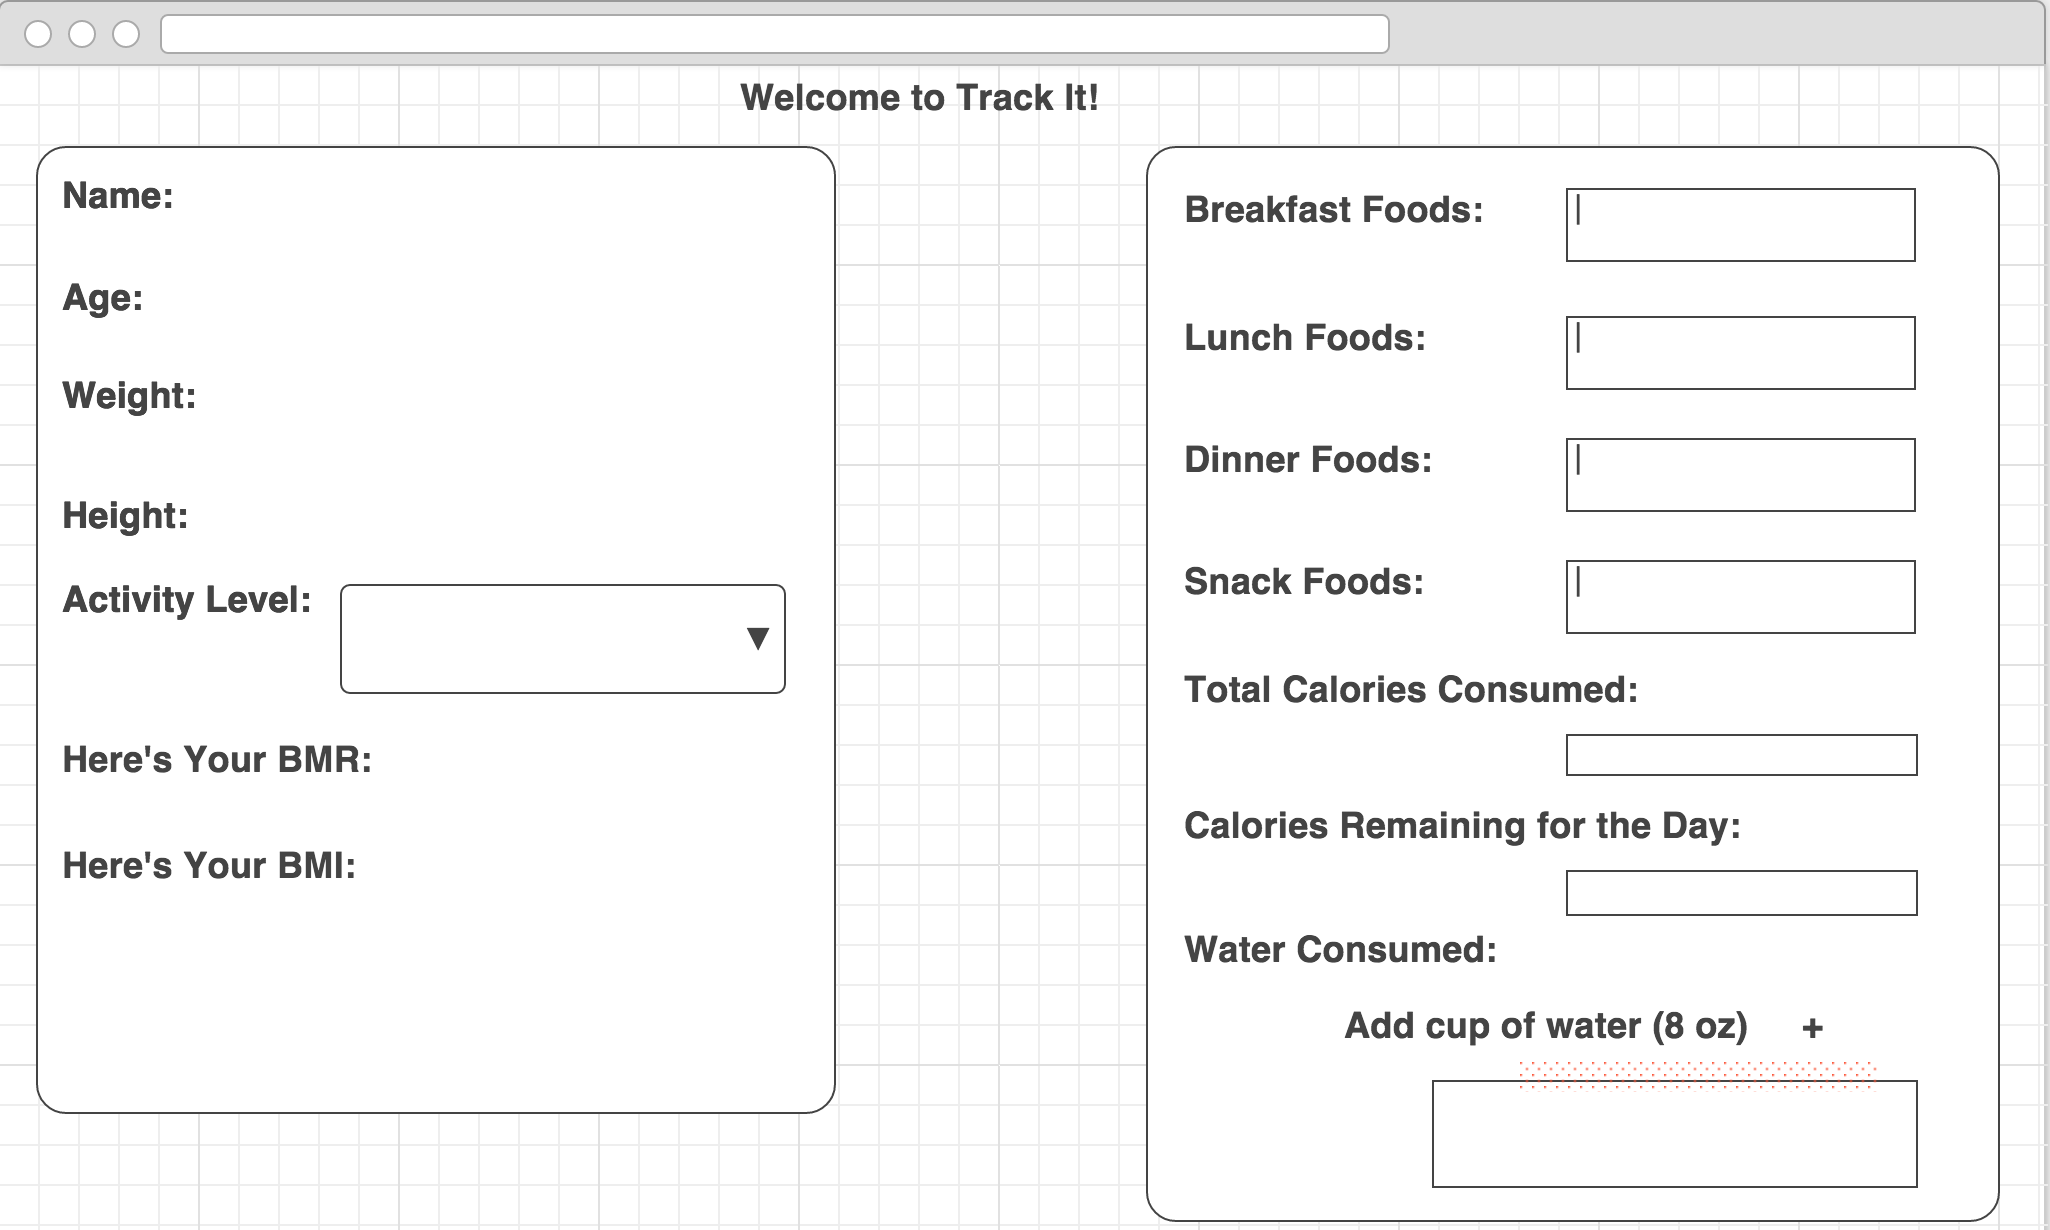 Welcome to Track It!
Name:
Age:
Weight:
Height:
Activity Level:
Here's Your BMR:
Here's Your BMI:
Breakfast Foods:
Lunch Foods:
Dinner Foods:
Snack Foods:
Total Calories Consumed:
Calories Remaining for the Day:
Water Consumed:
Add cup of water (8 oz) +